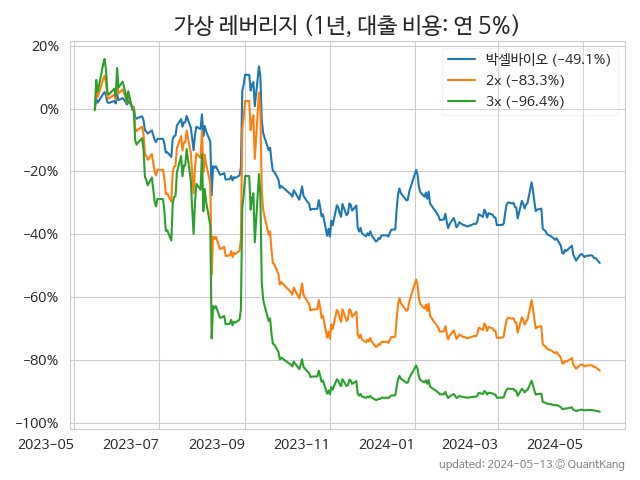 가상 레버리지 (1년, 대출 비용: 연 5%)
박셀바이오 (−49.1%)
2x (−83.3%)
3x (−96.4%)
20%
0%
−20%
−40%
−60%
−80%
−100%
2023-05 2023-07 2023-09 2023-11 2024-01 2024-03 2024-05
updated: 2024-05-13 © QuantKang